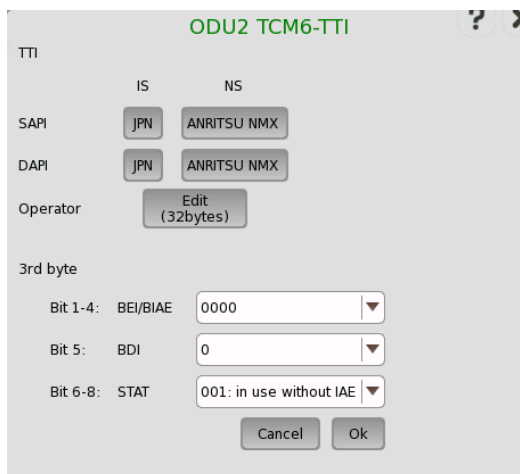 ODU2 TCM6-TTI
?
TTI
IS NS
SAPI JPN ANRITSU NMX
DAPI JPN ANRITSU NMX
Operator Edit
(32bytes)
3rd byte
Bit 1-4: BEI/BIAE 0000
Bit 5: BDI 0
Bit 6-8: STAT 001: in use without IAE
Cancel Ok